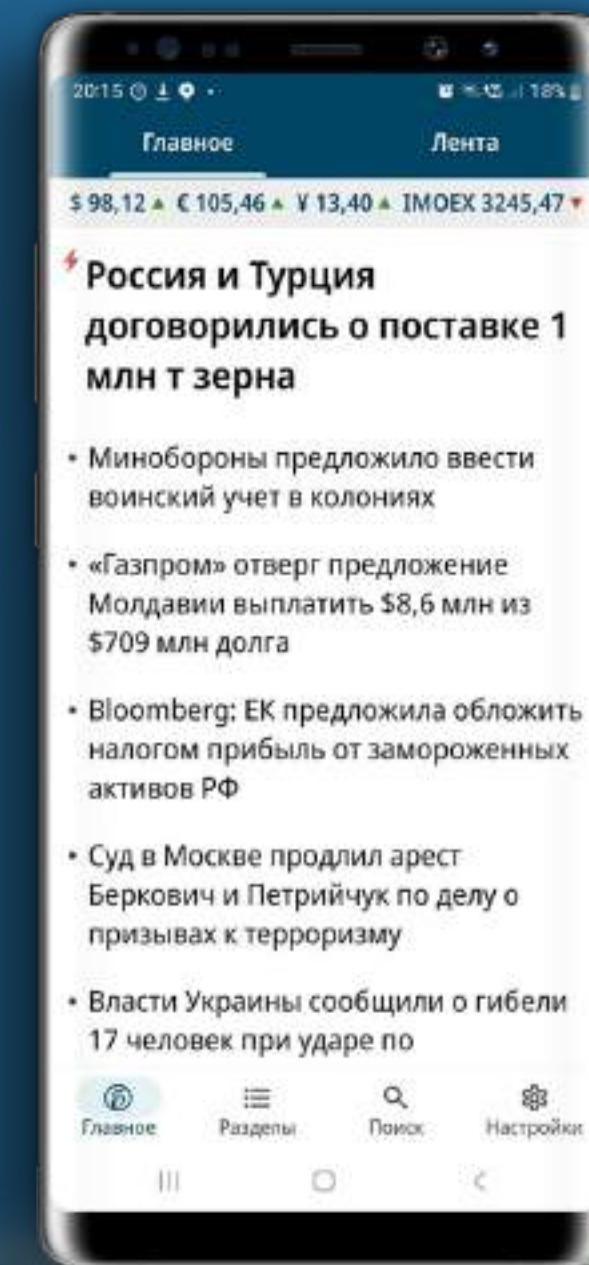 20:15 18%
Главное Лента
$ 98,12 ▲ € 105,46 ▲ ¥ 13,40 ▲ IMOEX 3245,47 ▼
Россия и Турция
договорились о поставке 1
млн т зерна
• Минобороны предложило ввести
воинский учет в колониях
• «Газпром» отверг предложение
Молдавии выплатить $8,6 млн из
$709 млн долга
• Bloomberg: ЕК предложила обложить
налогом прибыль от замороженных
активов РФ
• Суд в Москве продлил арест
Беркович и Петрийчук по делу о
призывах к терроризму
• Власти Украины сообщили о гибели
17 человек при ударе по
Главное Разделы Поиск Настройки